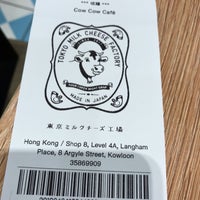 Cow Cow Café
TOKYO MILK CHEESE FACTORY
MADE IN JAPAN
東京ミルクチーズ工場
Hong Kong / Shop 8, Level 4A, Langham
Place, 8 Argyle Street, Kowloon
35869909